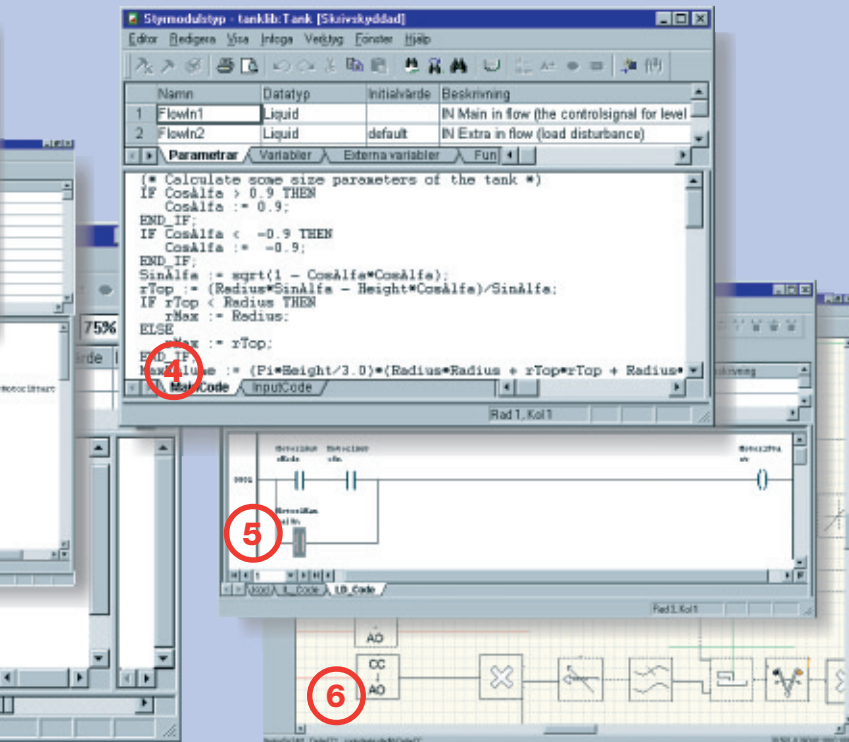 Styrmodulstyp - tanklib:Tank [Skrivskyddad]
Editor Redigera Visa Infoga Verktyg Fönster Hjälp
Namn Datatyp Initialvärde Beskrivning
1 FlowIn1 Liquid IN Main in flow (the controlsignal for level
2 FlowIn2 Liquid default IN Extra in flow (load disturbance)
Parametrar Variabler Externa variabler Fun
(* Calculate some size parameters of the tank *)
IF CosAlfa > 0.9 THEN
CosAlfa := 0.9;
END_IF;
IF CosAlfa < -0.9 THEN
CosAlfa := -0.9;
END_IF;
SinAlfa := sqrt(1 - CosAlfa*CosAlfa);
rTop := (Radius*SinAlfa - Height*CosAlfa)/SinAlfa;
IF rTop < Radius THEN
rMax := Radius;
ELSE
rMax := rTop;
END_IF;
MaxVolume := (Pi*Height/3.0)*(Radius*Radius + rTop*rTop + Radius*
4
MainCode InputCode
Rad 1, Kol 1
75%
0001
5
1
LD_Code
Rad 3, Kol 1
AO
CC
AO
6